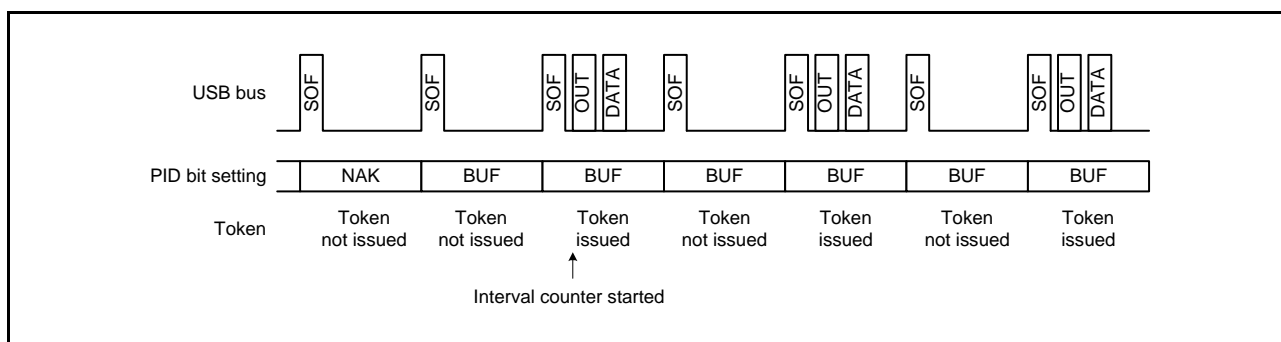 USB bus
SOF
SOF
SOF OUT DATA
SOF
SOF OUT DATA
SOF
SOF OUT DATA
PID bit setting
NAK
BUF
BUF
BUF
BUF
BUF
BUF
Token
Token
not issued
Token
not issued
Token
issued
Token
not issued
Token
issued
Token
not issued
Token
issued
Interval counter started